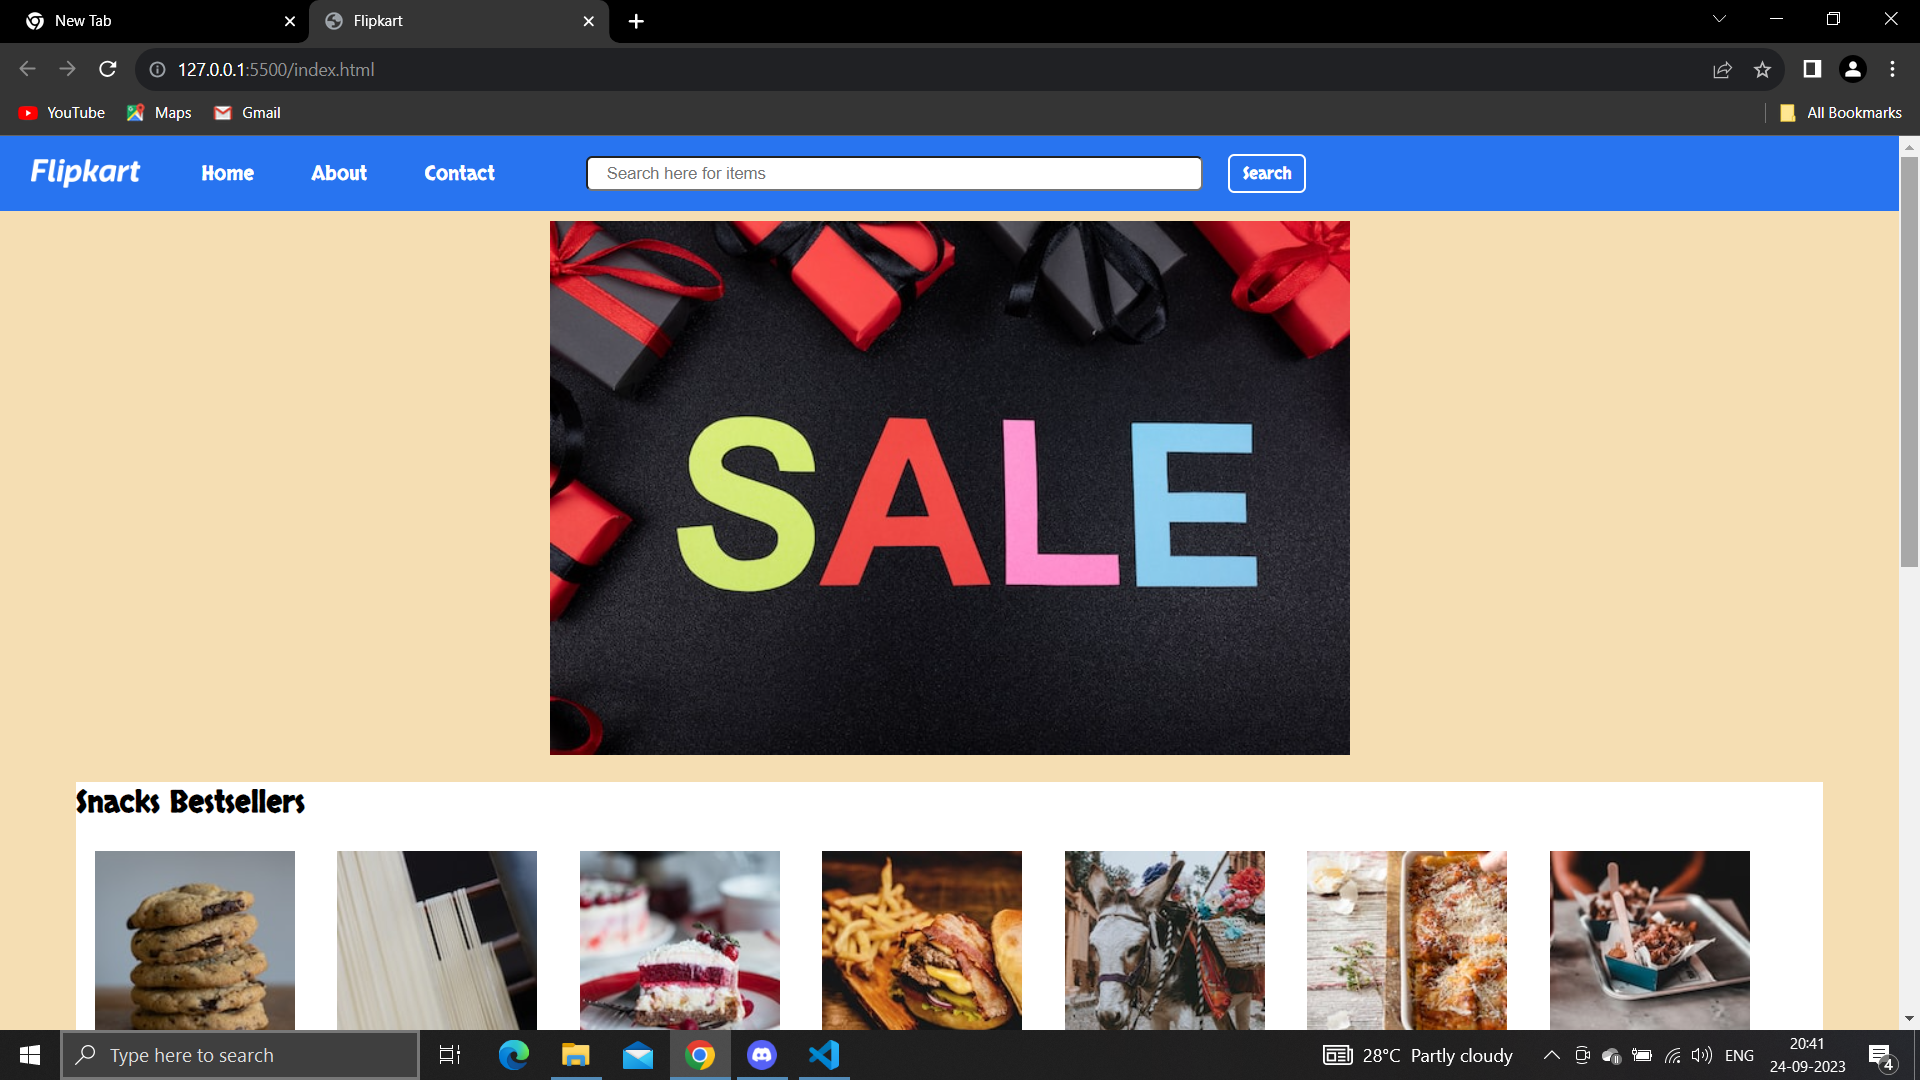 New Tab
Flipkart
127.0.0.1:5500/index.html
YouTube
Maps
Gmail
All Bookmarks
Flipkart
Home
About
Contact
Search here for items
Search
SALE
Snacks Bestsellers
Type here to search
28°C Partly cloudy
ENG
20:41
24-09-2023
4